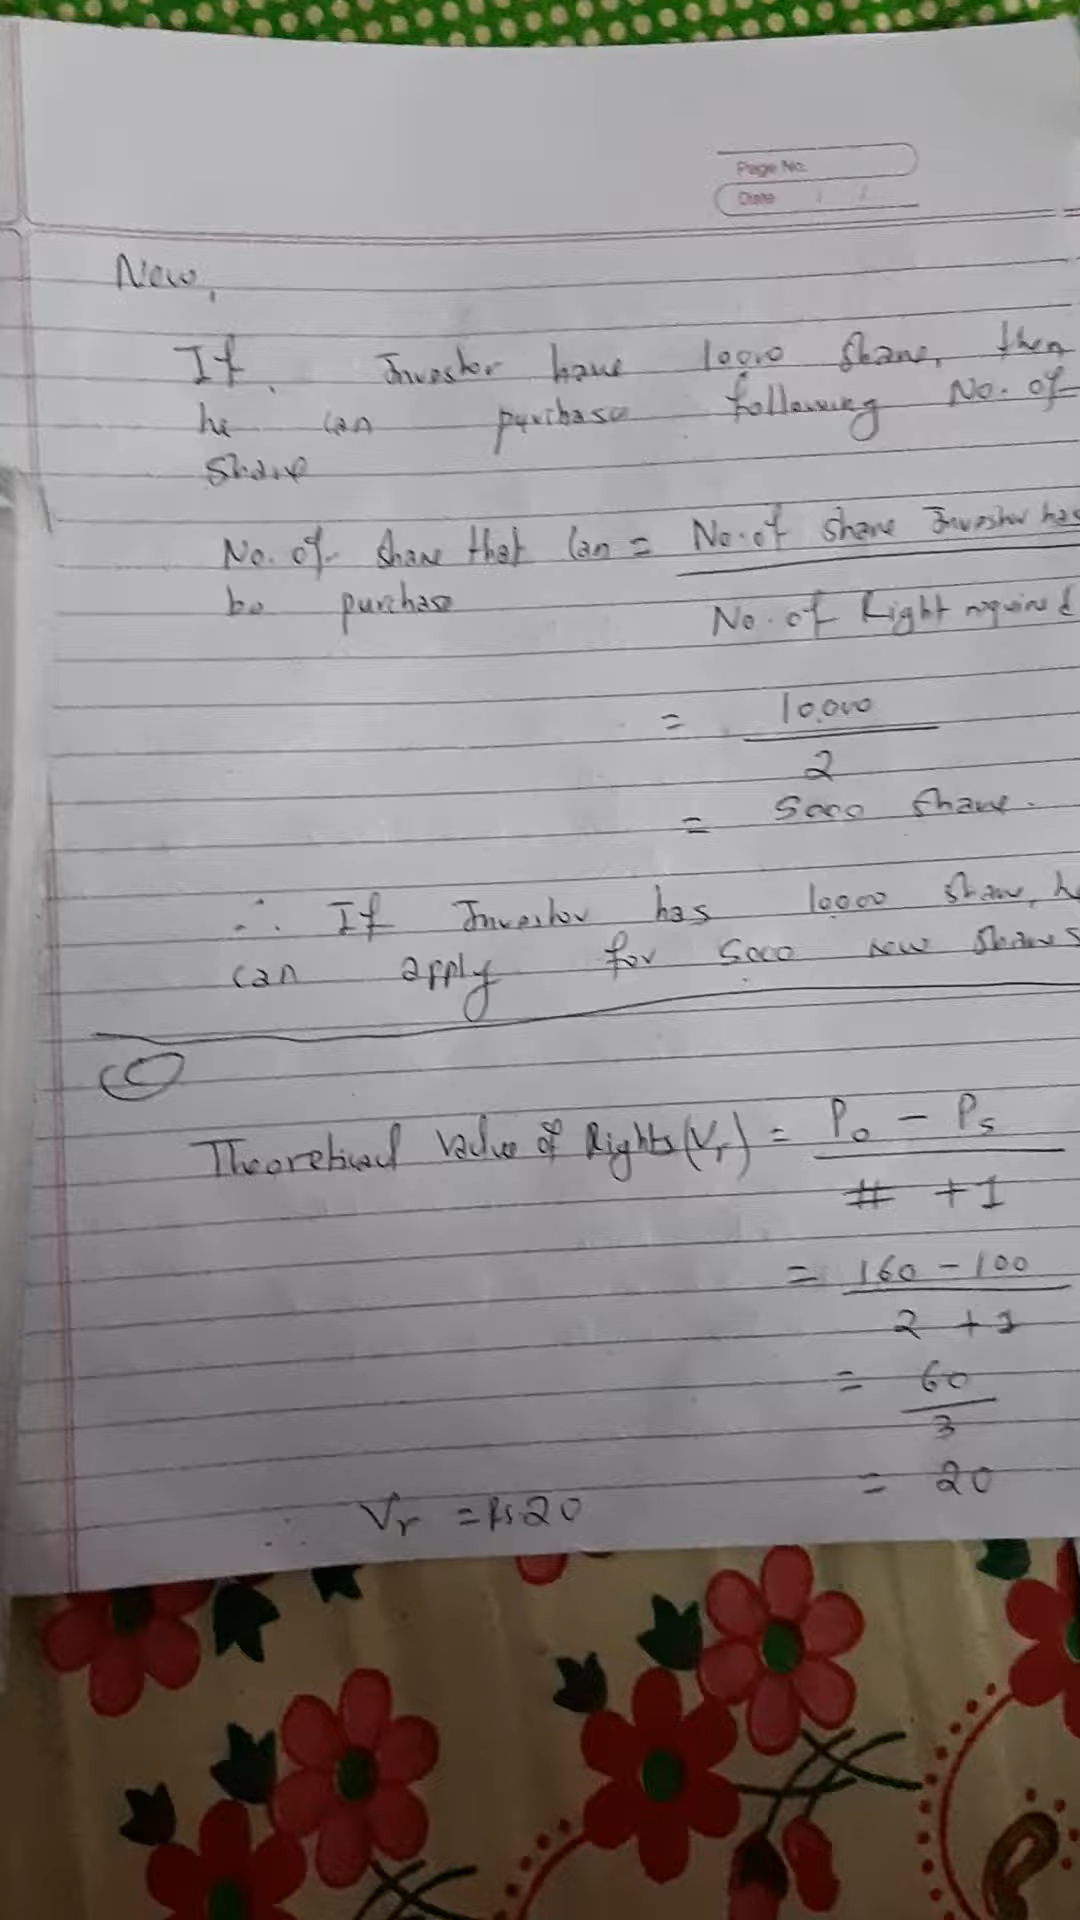 Page No.
Date / /
Now,
If Investor have 10000 share, then
he can purchase following No. of
share
No. of share that can = No. of share Investor has
be purchase No. of Right required
= 10,000
2
= 5000 share.
∴ If Investor has 10000 share, he
can apply for 5000 new shares
C
Theoretical Value of Rights (Vr) = Po - Ps
# + 1
= 160 - 100
2 + 1
= 60
3
= 20
∴ Vr = Rs 20